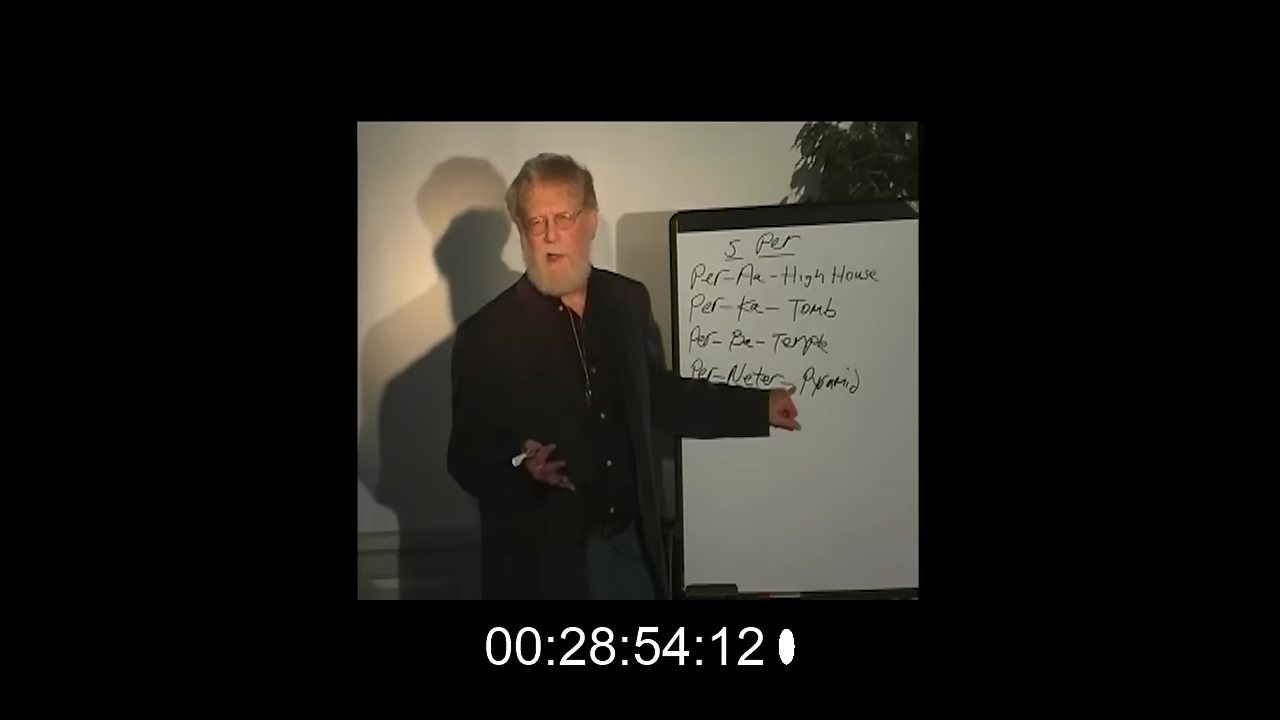 5 Per
Per-Aa-High House
Per-Ka-Tomb
Per-Ba-Temple
Per-Neter-Pyramid
00:28:54:12